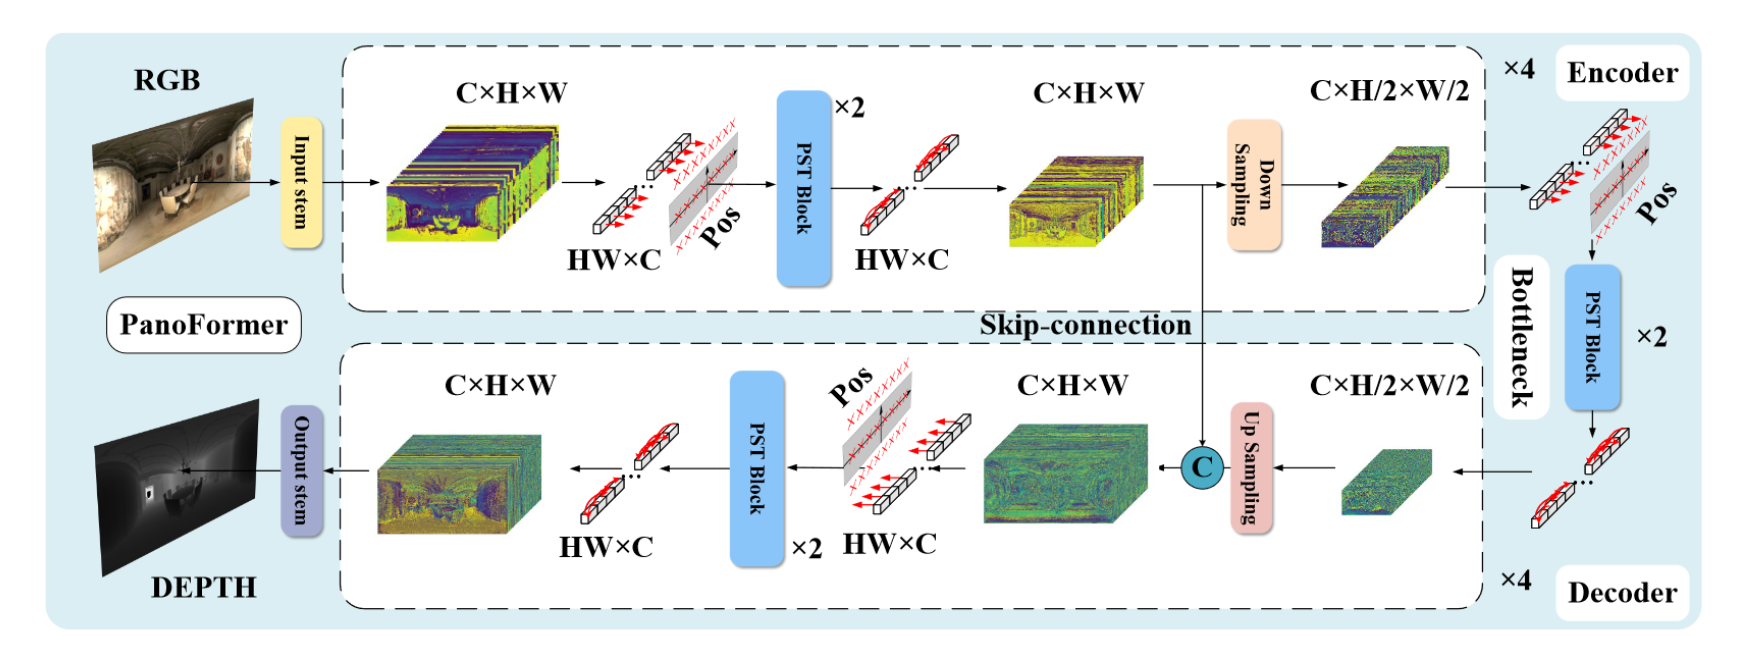 RGB
Input stem
C×H×W
HW×C
Pos
PST Block
×2
HW×C
C×H×W
Down
Sampling
C×H/2×W/2
×4
Encoder
Pos
PanoFormer
Skip-connection
Bottleneck
PST Block
×2
DEPTH
Output stem
C×H×W
HW×C
PST Block
×2
Pos
HW×C
C×H×W
C
Up Sampling
C×H/2×W/2
×4
Decoder